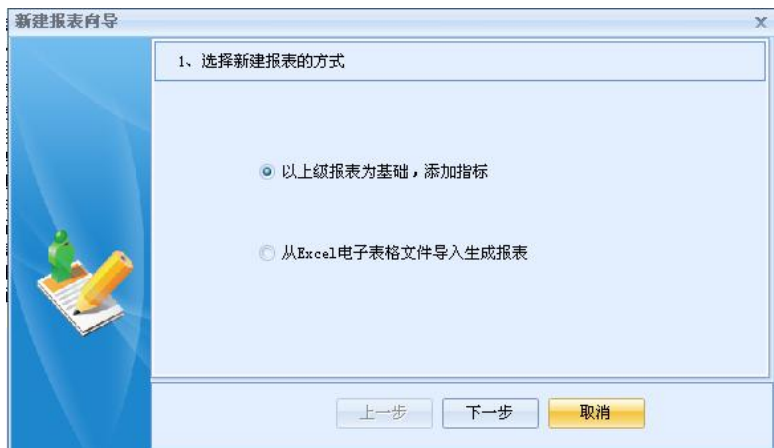 新建报表向导
1、选择新建报表的方式
以上级报表为基础，添加指标
从Excel电子表格文件导入生成报表
上一步 下一步 取消